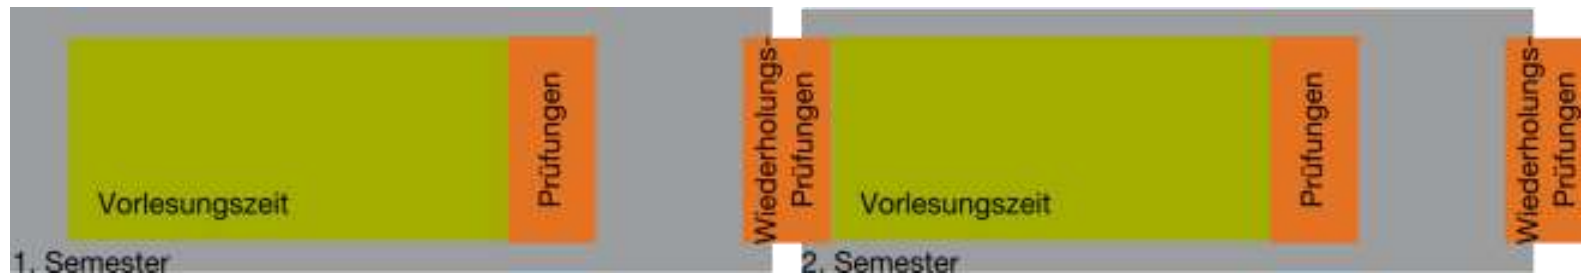 Vorlesungszeit
Prüfungen
Wiederholungs-
Prüfungen
1. Semester
Vorlesungszeit
Prüfungen
Wiederholungs-
Prüfungen
2. Semester